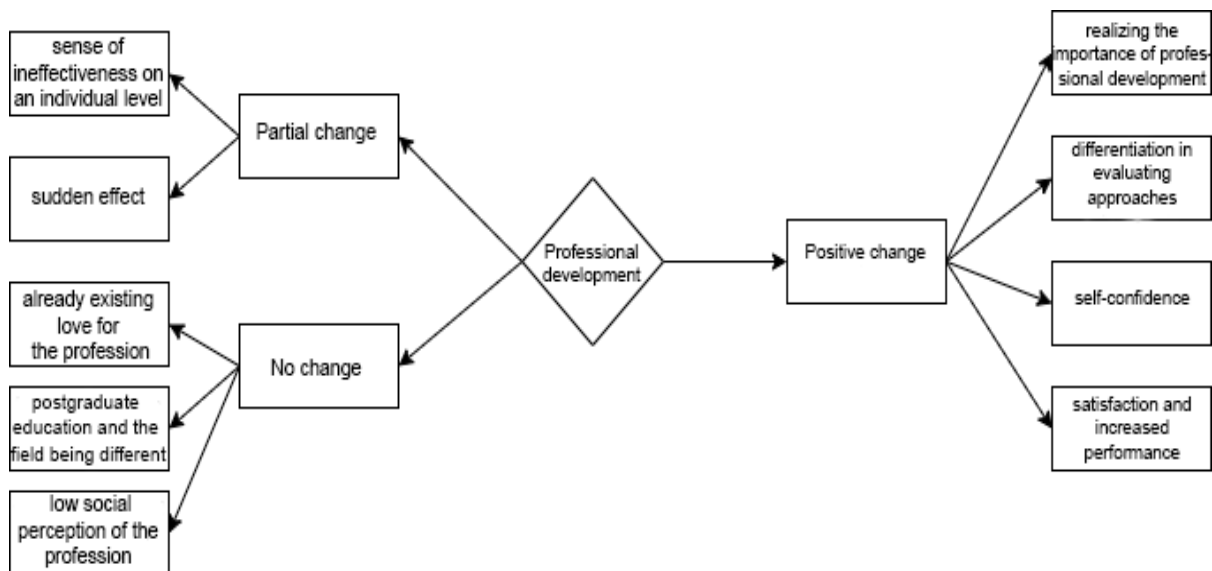 sense of
ineffectiveness on
an individual level
sudden effect
Partial change
already existing
love for
the profession
postgraduate
education and the
field being different
low social
perception of the
profession
No change
Professional
development
Positive change
realizing the
importance of profes-
sional development
differentiation in
evaluating
approaches
self-confidence
satisfaction and
increased
performance